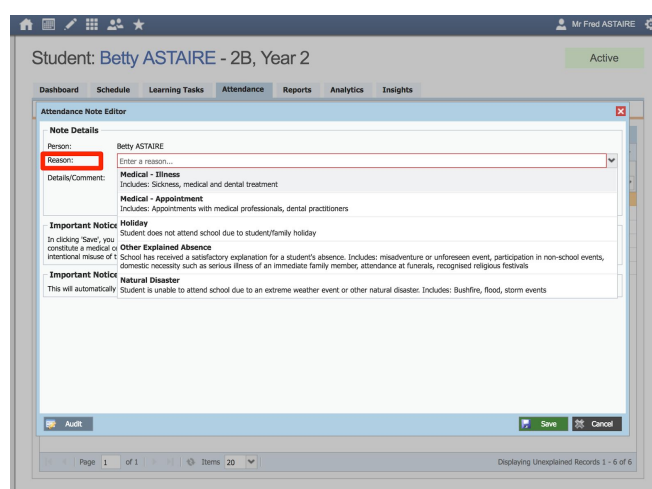 Mr Fred ASTAIRE
Student: Betty ASTAIRE - 2B, Year 2
Active
Dashboard Schedule Learning Tasks Attendance Reports Analytics Insights
Attendance Note Editor
Note Details
Person: Betty ASTAIRE
Reason: Enter a reason...
Details/Comment:
Medical - Illness
Includes: Sickness, medical and dental treatment
Medical - Appointment
Includes: Appointments with medical professionals, dental practitioners
Holiday
Student does not attend school due to student/family holiday
Other Explained Absence
School has received a satisfactory explanation for a student's absence. Includes: misadventure or unforeseen event, participation in non-school events,
domestic necessity such as serious illness of an immediate family member, attendance at funerals, recognised religious festivals
Natural Disaster
Student is unable to attend school due to an extreme weather event or other natural disaster. Includes: Bushfire, flood, storm events
Important Notice
In clicking 'Save', you
constitute a medical
intentional misuse of
Important Notice
This will automatically
Audit
Save
Cancel
Page 1 of 1 Items 20
Displaying Unexplained Records 1 - 6 of 6